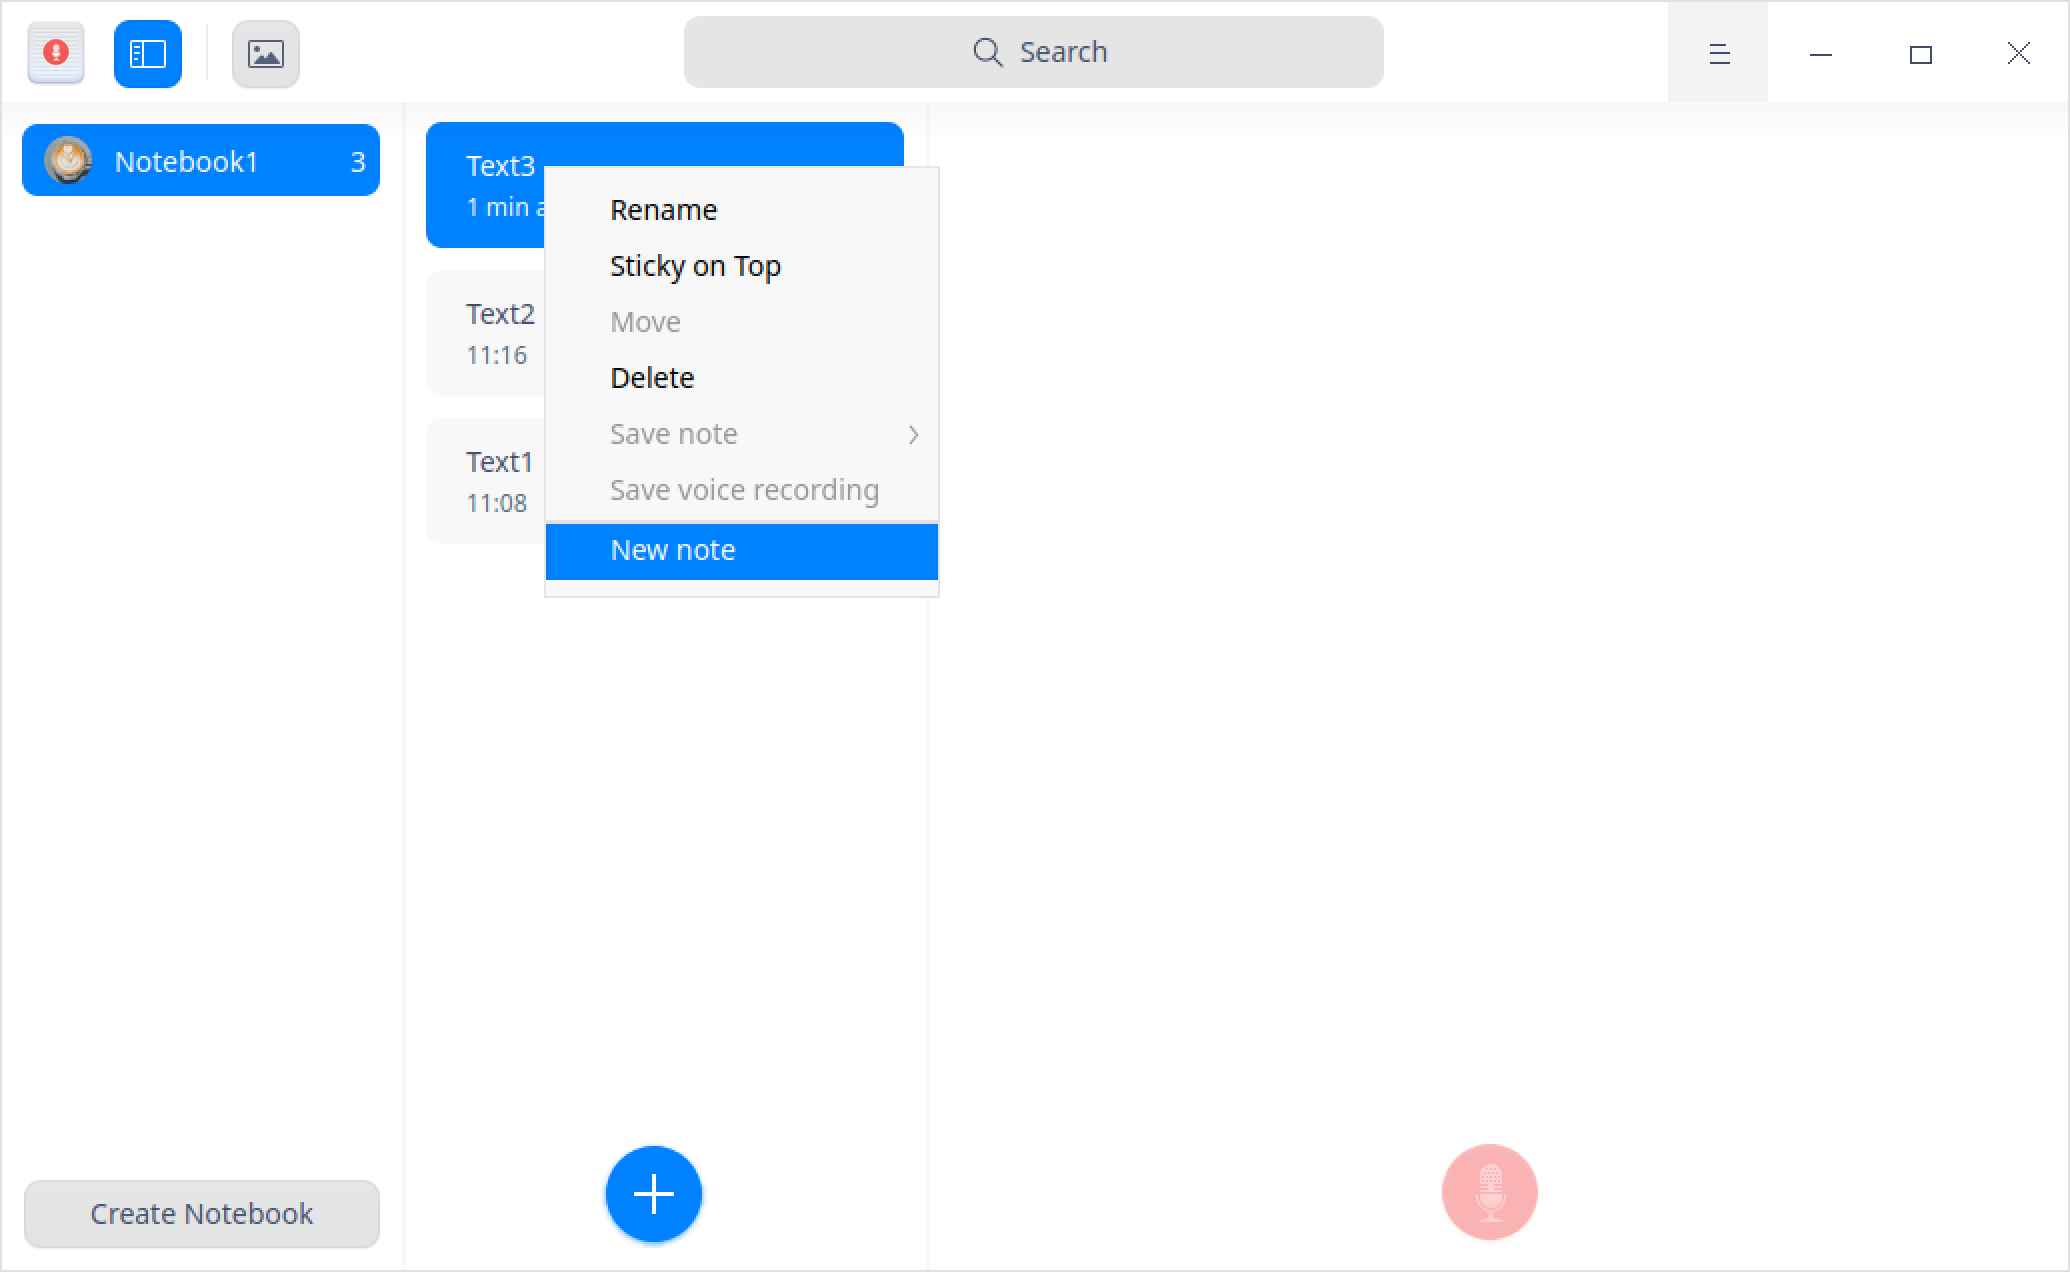 Search
Notebook1 3
Text3
1 min a
Text2
11:16
Text1
11:08
Rename
Sticky on Top
Move
Delete
Save note
Save voice recording
New note
Create Notebook